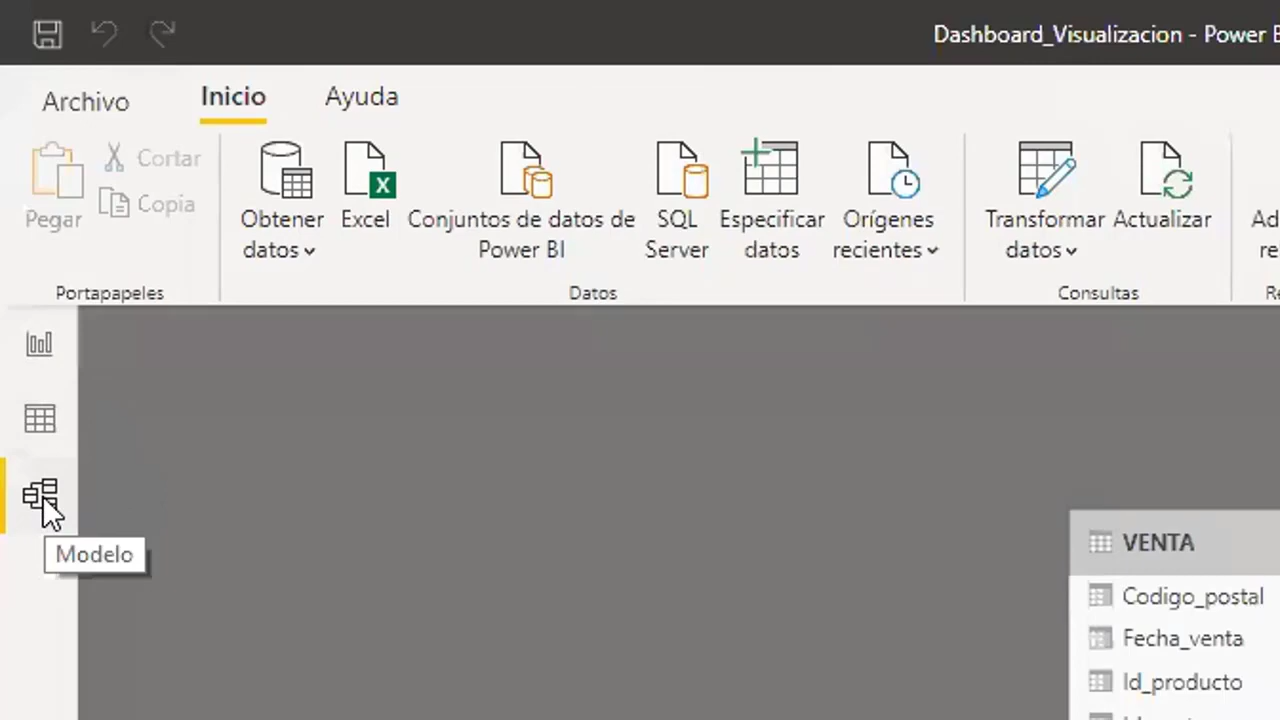 Dashboard_Visualizacion - Power
Archivo
Inicio
Ayuda
Pegar
Cortar
Copia
Obtener
datos
Excel
Conjuntos de datos de
Power BI
SQL
Server
Especificar
datos
Orígenes
recientes
Transformar
datos
Actualizar
Portapapeles
Datos
Consultas
Modelo
VENTA
Codigo_postal
Fecha_venta
Id_producto